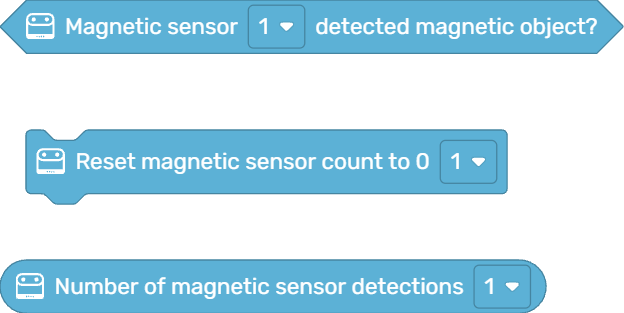 Magnetic sensor 1 detected magnetic object?
Reset magnetic sensor count to 0 1
Number of magnetic sensor detections 1